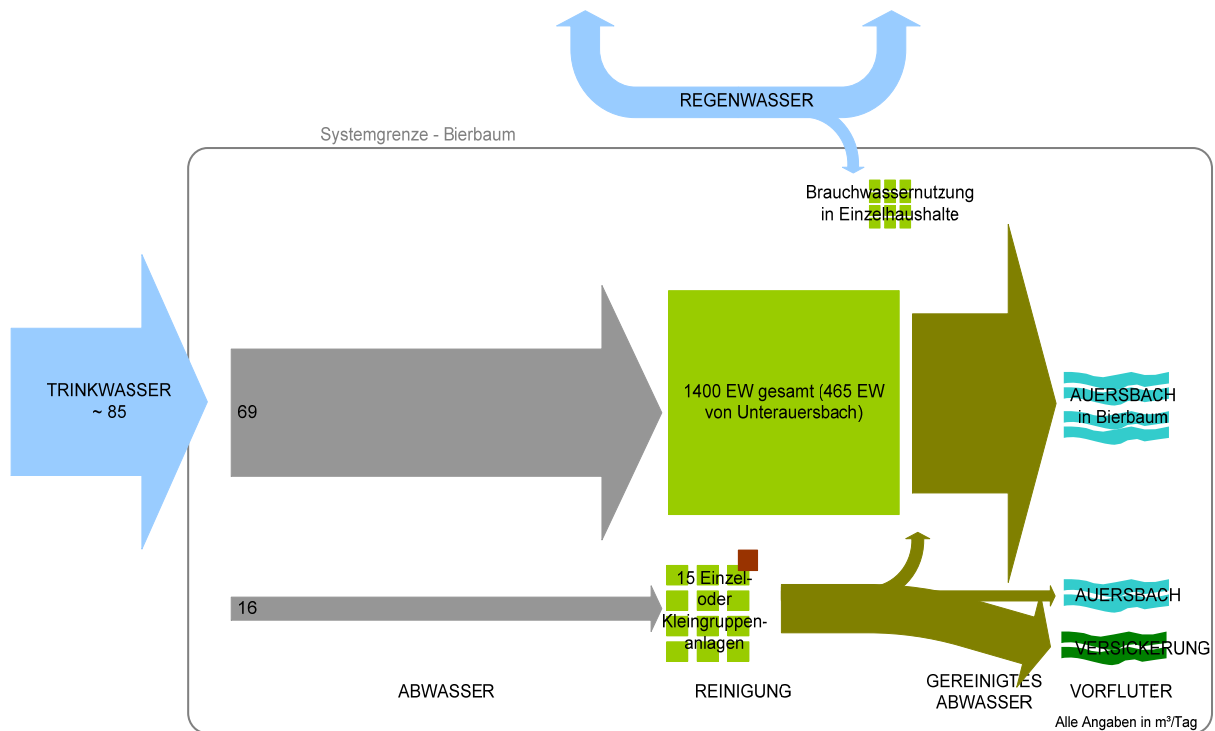 REGENWASSER
Systemgrenze - Bierbaum
Brauchwassernutzung
in Einzelhaushalte
TRINKWASSER
~ 85
69
1400 EW gesamt (465 EW
von Unterauersbach)
AUERSBACH
in Bierbaum
16
15 Einzel-
oder
Kleingruppen-
anlagen
AUERSBACH
VERSICKERUNG
ABWASSER
REINIGUNG
GEREINIGTES
ABWASSER
VORFLUTER
Alle Angaben in m³/Tag